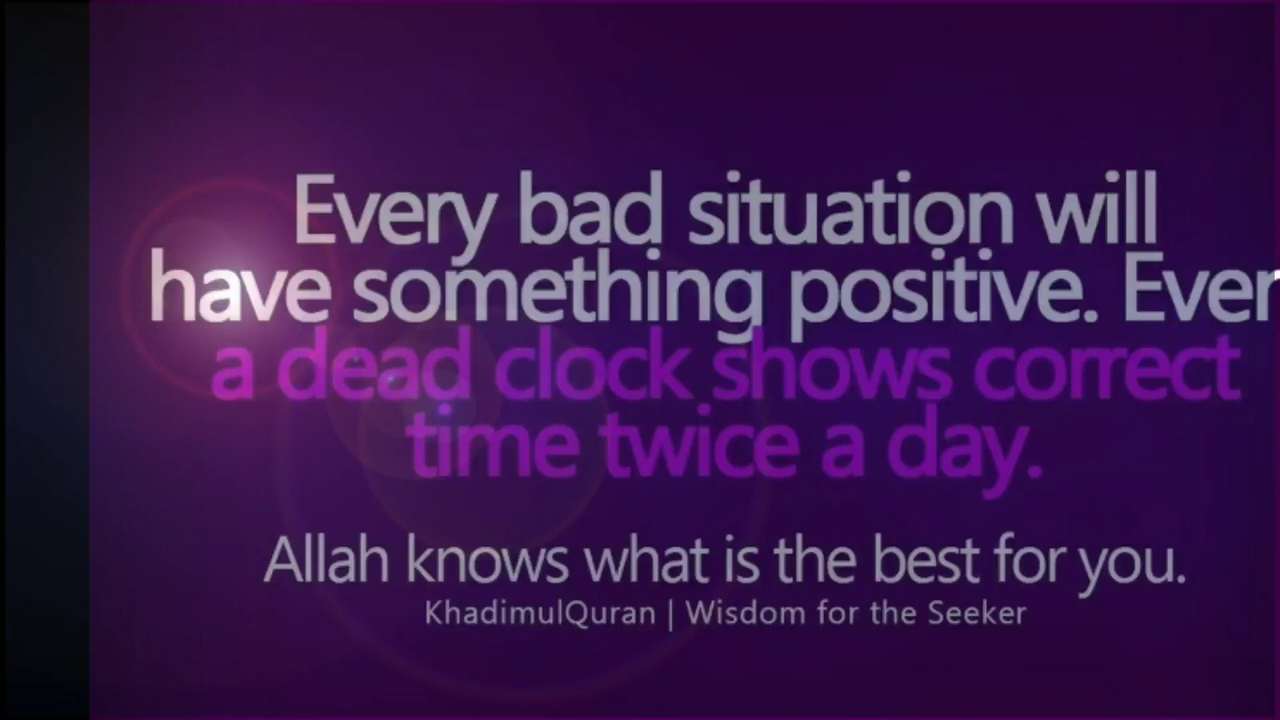 Every bad situation will
have something positive. Even
a dead clock shows correct
time twice a day.
Allah knows what is the best for you.
KhadimulQuran | Wisdom for the Seeker